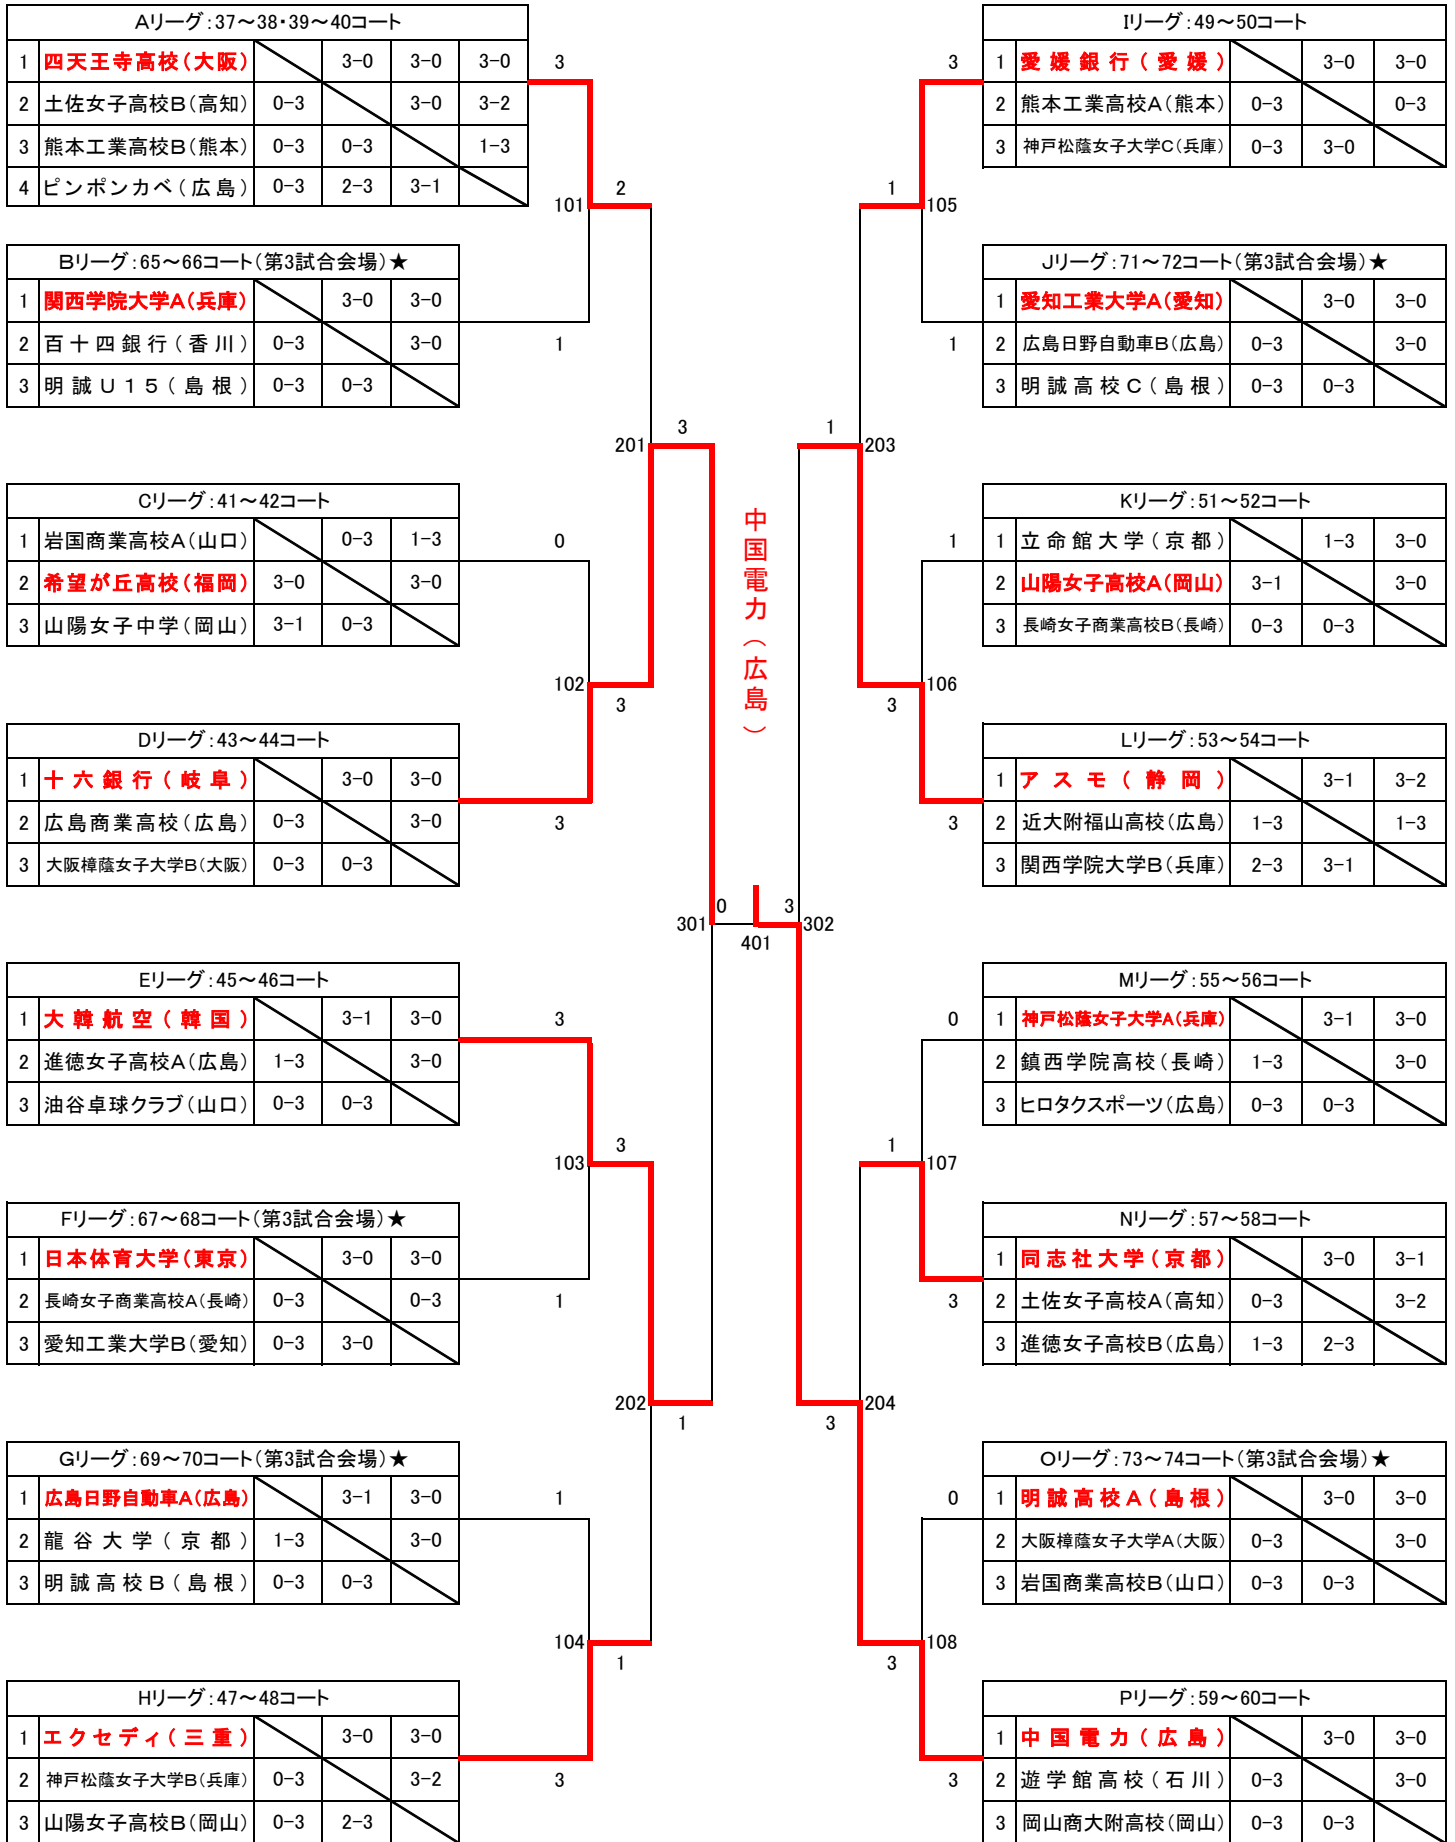 Aリーグ：37～38・39～40コート
1 四天王寺高校（大阪） 3-0 3-0 3-0
2 土佐女子高校B（高知） 0-3 3-0 3-2
3 熊本工業高校B（熊本） 0-3 0-3 1-3
4 ピンポンカベ（広島） 0-3 2-3 3-1
3
101
2
Bリーグ：65～66コート（第3試合会場）★
1 関西学院大学A（兵庫） 3-0 3-0
2 百十四銀行（香川） 0-3 3-0
3 明誠U15（島根） 0-3 0-3
1
201
3
Cリーグ：41～42コート
1 岩国商業高校A（山口） 0-3 1-3
2 希望が丘高校（福岡） 3-0 3-0
3 山陽女子中学（岡山） 3-1 0-3
0
102
3
Dリーグ：43～44コート
1 十六銀行（岐阜） 3-0 3-0
2 広島商業高校（広島） 0-3 3-0
3 大阪樟蔭女子大学B（大阪） 0-3 0-3
3
301
0
Eリーグ：45～46コート
1 大韓航空（韓国） 3-1 3-0
2 進徳女子高校A（広島） 1-3 3-0
3 油谷卓球クラブ（山口） 0-3 0-3
3
103
3
Fリーグ：67～68コート（第3試合会場）★
1 日本体育大学（東京） 3-0 3-0
2 長崎女子商業高校A（長崎） 0-3 0-3
3 愛知工業大学B（愛知） 0-3 3-0
1
202
1
Gリーグ：69～70コート（第3試合会場）★
1 広島日野自動車A（広島） 3-1 3-0
2 龍谷大学（京都） 1-3 3-0
3 明誠高校B（島根） 0-3 0-3
1
104
1
Hリーグ：47～48コート
1 エクセディ（三重） 3-0 3-0
2 神戸松蔭女子大学B（兵庫） 0-3 3-2
3 山陽女子高校B（岡山） 0-3 2-3
3
中国電力（広島）
401
Iリーグ：49～50コート
1 愛媛銀行（愛媛） 3-0 3-0
2 熊本工業高校A（熊本） 0-3 0-3
3 神戸松蔭女子大学C（兵庫） 0-3 3-0
3
1
105
Jリーグ：71～72コート（第3試合会場）★
1 愛知工業大学A（愛知） 3-0 3-0
2 広島日野自動車B（広島） 0-3 3-0
3 明誠高校C（島根） 0-3 0-3
1
1
203
Kリーグ：51～52コート
1 立命館大学（京都） 1-3 3-0
2 山陽女子高校A（岡山） 3-1 3-0
3 長崎女子商業高校B（長崎） 0-3 0-3
1
106
3
Lリーグ：53～54コート
1 アスモ（静岡） 3-1 3-2
2 近大附福山高校（広島） 1-3 1-3
3 関西学院大学B（兵庫） 2-3 3-1
3
3
302
Mリーグ：55～56コート
1 神戸松蔭女子大学A（兵庫） 3-1 3-0
2 鎮西学院高校（長崎） 1-3 3-0
3 ヒロタクスポーツ（広島） 0-3 0-3
0
1
107
Nリーグ：57～58コート
1 同志社大学（京都） 3-0 3-1
2 土佐女子高校A（高知） 0-3 3-2
3 進徳女子高校B（広島） 1-3 2-3
3
204
3
Oリーグ：73～74コート（第3試合会場）★
1 明誠高校A（島根） 3-0 3-0
2 大阪樟蔭女子大学A（大阪） 0-3 3-0
3 岩国商業高校B（山口） 0-3 0-3
0
108
3
Pリーグ：59～60コート
1 中国電力（広島） 3-0 3-0
2 遊学館高校（石川） 0-3 3-0
3 岡山商大附高校（岡山） 0-3 0-3
3